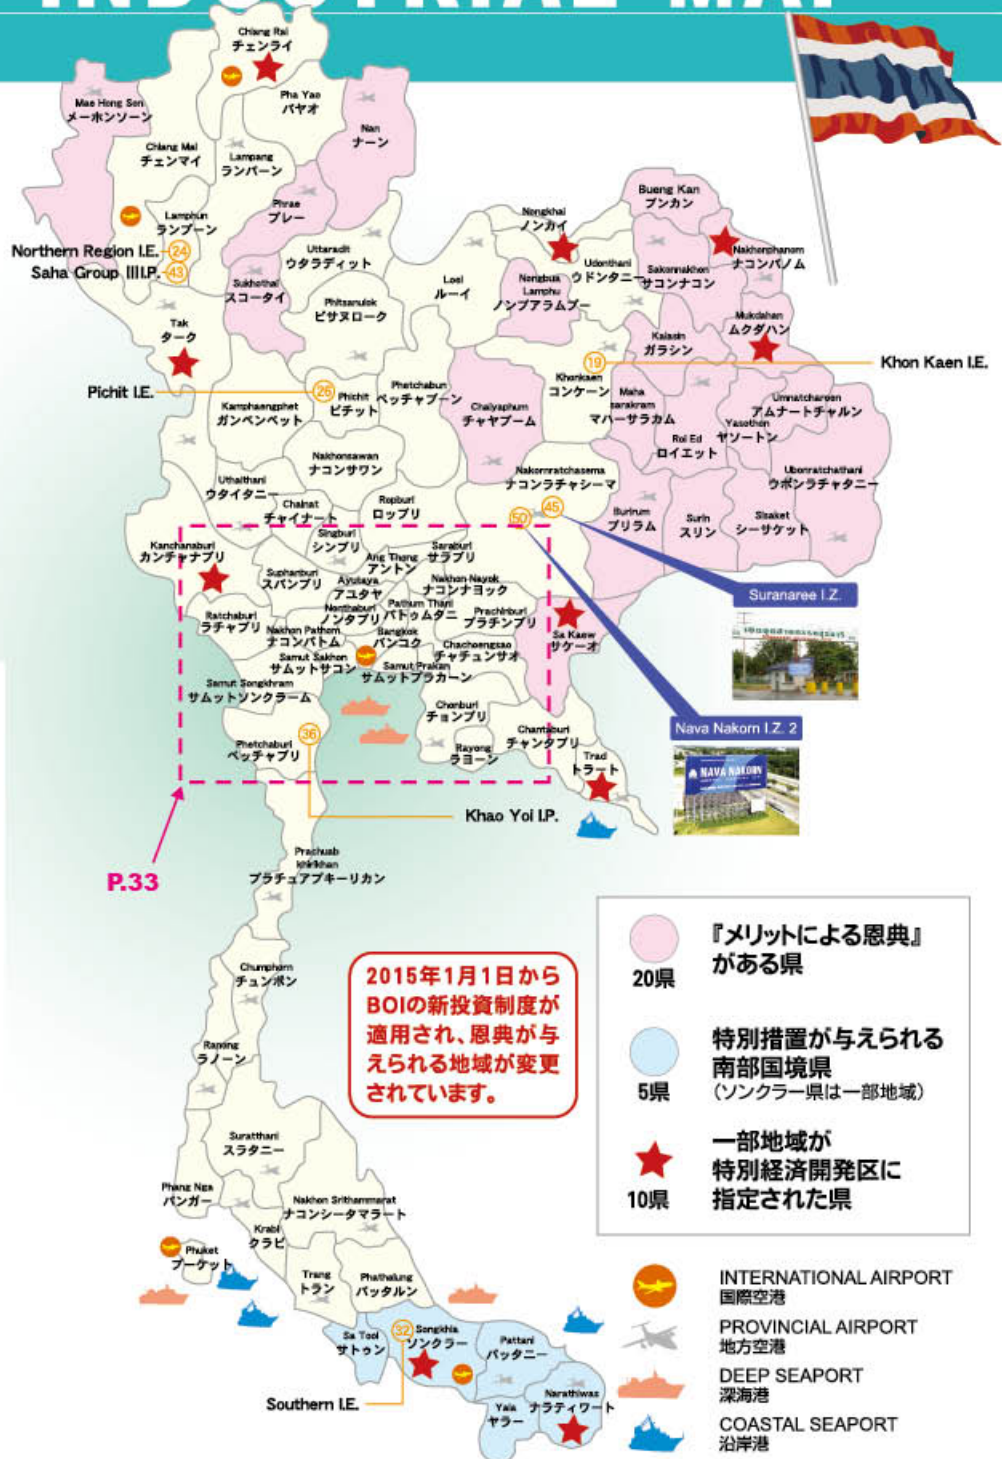 INDUSTRIAL MAP
Chiang Rai
チェンライ
Pha Yao
パヤオ
Mae Hong Son
メーホンソーン
Nan
ナーン
Chiang Mai
チェンマイ
Lampang
ランパーン
Phrae
プレー
Lamphun
ランプーン
Northern Region I.E.
24
Saha Group III I.P.
43
Uttaradit
ウタラディット
Sukhothai
スコータイ
Phitsanulok
ピサヌローク
Tak
ターク
Loei
ルーイ
Nongkhai
ノンカイ
Bueng Kan
ブンカン
Udonthani
ウドンタニー
Nongbua
Lamphu
ノンブアラムプー
Sakonnakhon
サコンナコン
Nakhonphanom
ナコンパノム
Mukdahan
ムクダハン
Kalasin
ガラシン
19
Khon Kaen I.E.
Khonkaen
コンケーン
Pichit I.E.
26
Phichit
ピチット
Phetchabun
ペッチャブーン
Kamphaengphet
ガンペンペット
Chaiyaphum
チャヤプーム
Maha
sarakram
マハーサラカム
Roi Ed
ロイエット
Yasothon
ヤソートン
Umnatcharoen
アムナートチャルン
Ubonratchathani
ウボンラチャタニー
Nakhonsawan
ナコンサワン
Uthaithani
ウタイタニー
Chainat
チャイナート
Ropburi
ロッブリ
Nakornratchasema
ナコンラチャシーマ
50
45
Burirum
ブリラム
Surin
スリン
Sisaket
シーサケット
Kanchanaburi
カンチャナブリ
Singburi
シンブリ
Ang Thong
アントン
Saraburi
サラブリ
Suphanburi
スパンブリ
Ayutaya
アユタヤ
Nakhon Nayok
ナコンナヨック
Nonthaburi
ノンタブリ
Pathum Thani
パトゥムタニ
Prachinburi
プラチンブリ
Ratchaburi
ラチャブリ
Nakhon Pathom
ナコンパトム
Bangkok
バンコク
Chachoengsao
チャチュンサオ
Sa Kaew
サケーオ
Samut Sakhon
サムットサコン
Samut Prakan
サムットプラカーン
Samut Songkhram
サムットソンクラーム
Chonburi
チョンブリ
Phetchaburi
ペッチャブリ
36
Rayong
ラヨーン
Chantaburi
チャンタブリ
Trad
トラート
Suranaree I.Z.
Nava Nakorn I.Z. 2
NAVA NAKORN
Khao Yoi I.P.
P.33
Prachuab
khirikhan
プラチュアブキーリカン
Chumphorn
チュンポン
Ranong
ラノーン
2015年1月1日から
BOIの新投資制度が
適用され、恩典が与
えられる地域が変更
されています。
『メリットによる恩典』
がある県
20県
特別措置が与えられる
南部国境県
(ソンクラー県は一部地域)
5県
一部地域が
特別経済開発区に
指定された県
10県
Suratthani
スラタニー
Phang Nga
パンガー
Nakhon Srithammarat
ナコンシータマラート
Krabi
クラビ
Phuket
プーケット
Trang
トラン
Phathalung
パッタルン
Sa Tool
サトゥン
32
Songkhla
ソンクラー
Pattani
パッタニー
Southern I.E.
Yala
ヤラー
Narathiwas
ナラティワート
INTERNATIONAL AIRPORT
国際空港
PROVINCIAL AIRPORT
地方空港
DEEP SEAPORT
深海港
COASTAL SEAPORT
沿岸港